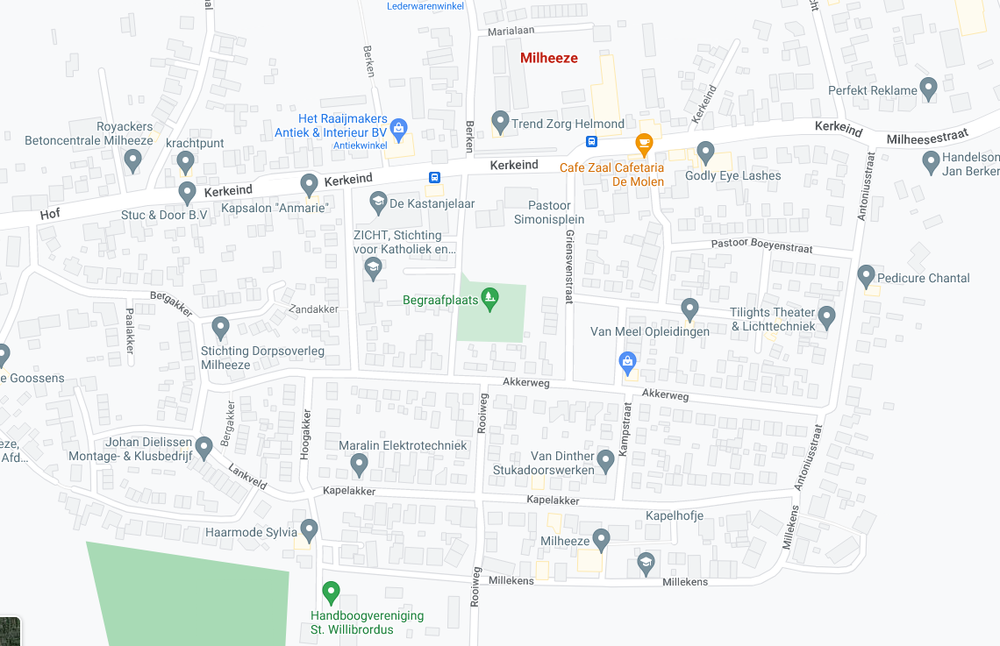 Lederwarenwinkel
Marialaan
Milheeze
Berken
Perfekt Reklame
Kerkeind
Het Raaijmakers
Antiek & Interieur BV
Antiekwinkel
Trend Zorg Helmond
Royackers
Betoncentrale Milheeze
krachtpunt
Berken
Kerkeind
Milheesestraat
Kerkeind
Cafe Zaal Cafetaria
De Molen
Godly Eye Lashes
Handelson
Jan Berker
Kerkeind
Kerkeind
Hof
Stuc & Door B.V
Kapsalon "Anmarie"
De Kastanjelaar
Pastoor
Simonisplein
Antoniusstraat
ZICHT, Stichting
voor Katholiek en...
Griensvenstraat
Pastoor Boeyenstraat
Pedicure Chantal
Bergakker
Zandakker
Begraafplaats
Paalakker
Van Meel Opleidingen
Tilights Theater
& Lichttechniek
Stichting Dorpsoverleg
Milheeze
e Goossens
Akkerweg
Akkerweg
Bergakker
Hoogakker
Rooiweg
Kampstraat
Antoniusstraat
eze,
Afd...
Johan Dielissen
Montage- & Klusbedrijf
Maralin Elektrotechniek
Van Dinther
Stukadoorswerken
Lankveld
Kapelakker
Kapelakker
Kapelhofje
Millekens
Haarmode Sylvia
Milheeze
Rooiweg
Millekens
Millekens
Handboogvereniging
St. Willibrordus